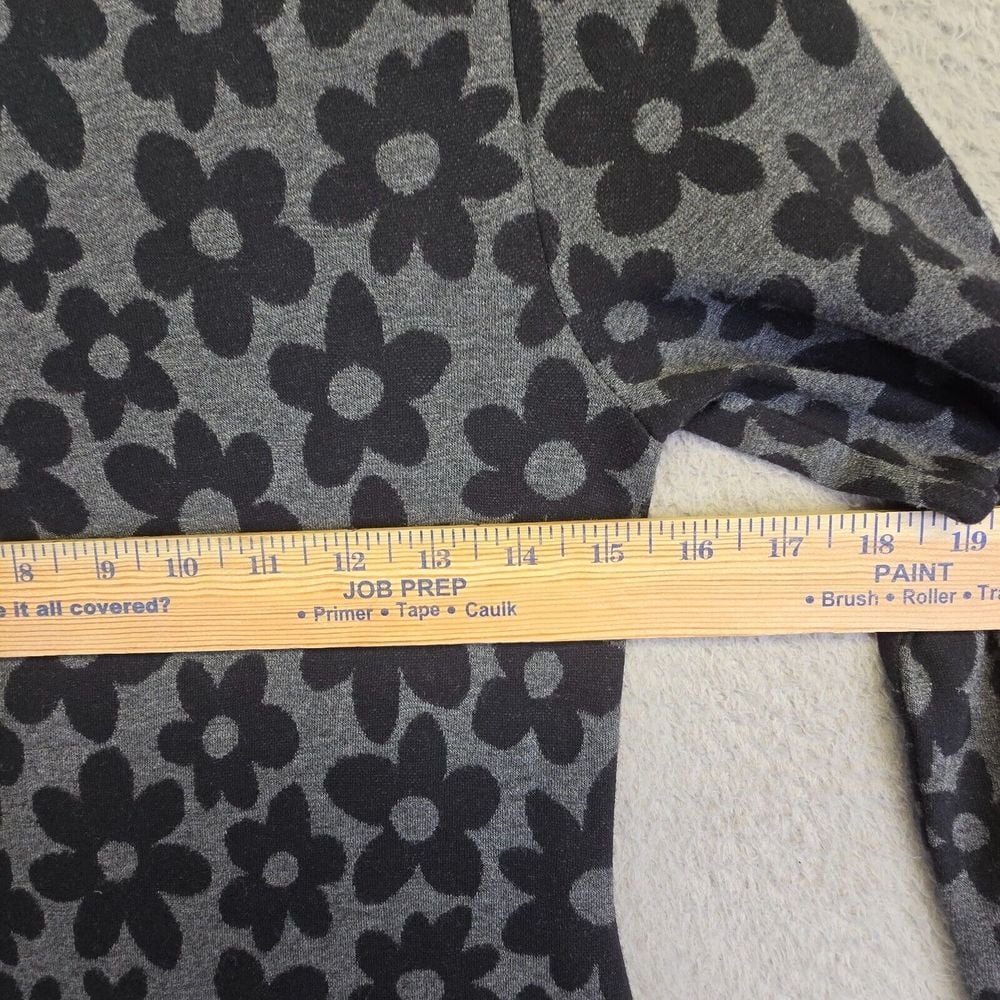 8 9 10 11 12 13 14 15 16 17 18 19
JOB PREP
PAINT
e it all covered?
• Primer • Tape • Caulk
• Brush • Roller • Tra